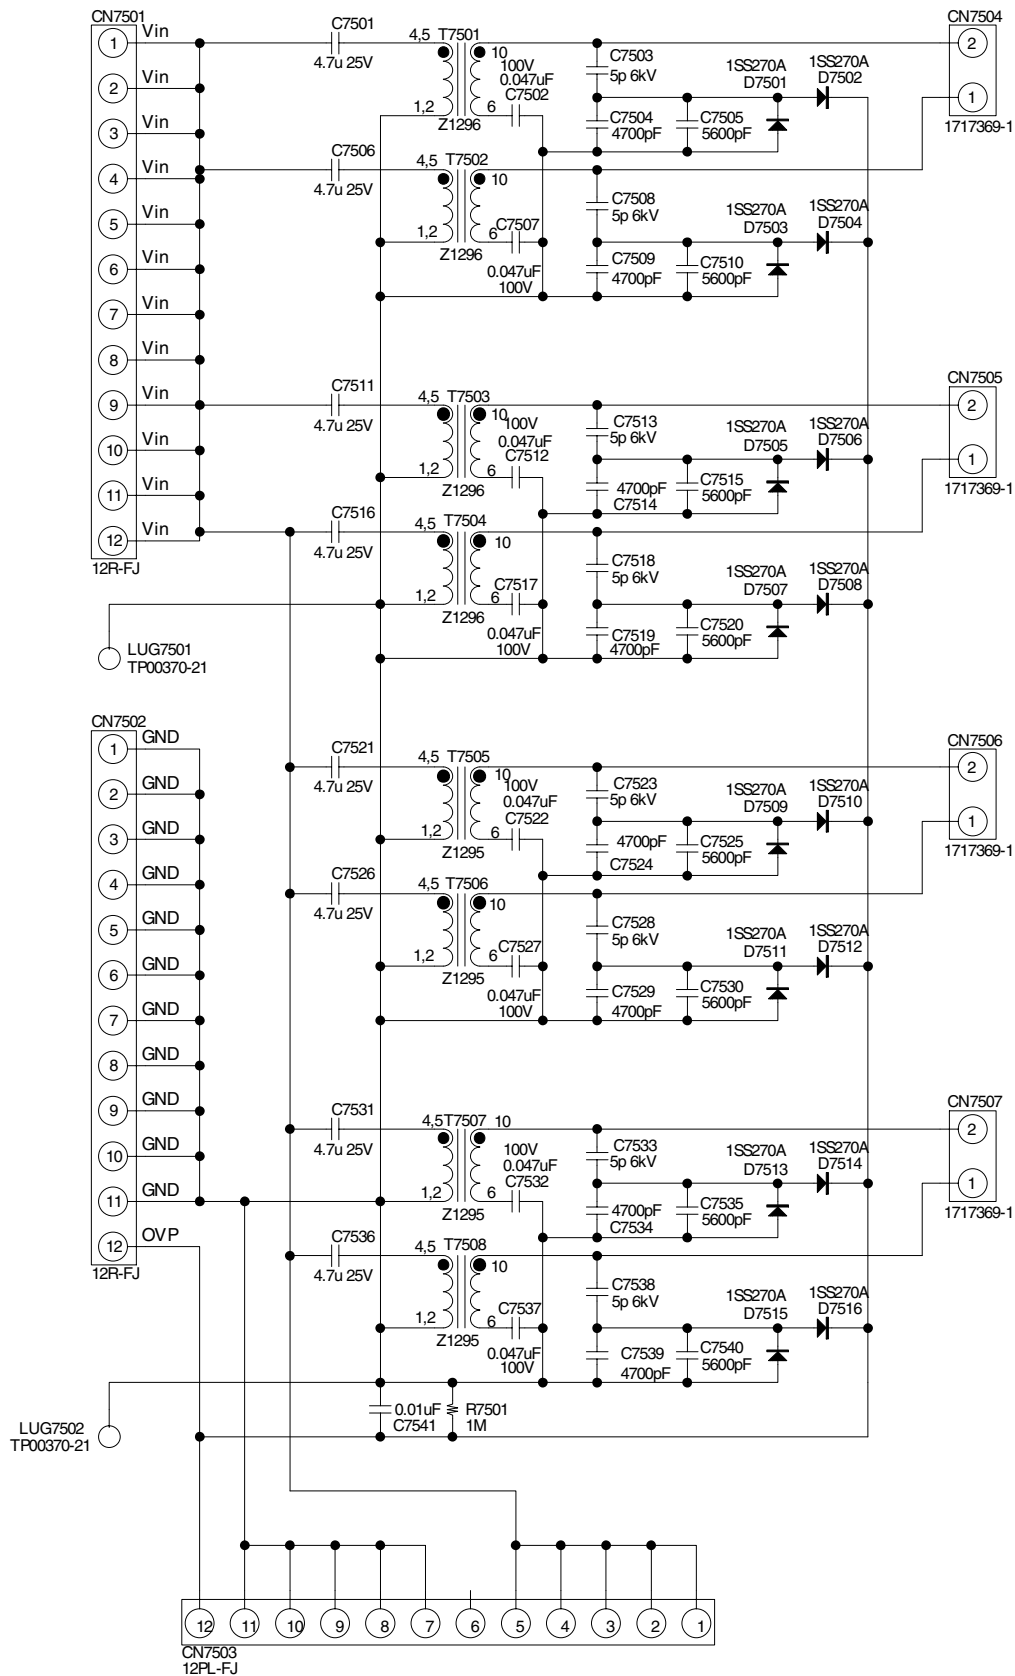 CN7501
1
Vin
2
Vin
3
Vin
4
Vin
5
Vin
6
Vin
7
Vin
8
Vin
9
Vin
10
Vin
11
Vin
12
Vin
12R-FJ
LUG7501
TP00370-21
CN7502
1
GND
2
GND
3
GND
4
GND
5
GND
6
GND
7
GND
8
GND
9
GND
10
GND
11
GND
12
OVP
12R-FJ
LUG7502
TP00370-21
C7501
4.7u 25V
4,5 T7501
10
100V
0.047uF
C7502
1,2
6
Z1296
C7503
5p 6kV
C7504
4700pF
C7505
5600pF
1SS270A
D7501
1SS270A
D7502
CN7504
2
1
1717369-1
C7506
4.7u 25V
4,5 T7502
10
C7507
1,2
6
Z1296
0.047uF
100V
C7508
5p 6kV
C7509
4700pF
C7510
5600pF
1SS270A
D7503
1SS270A
D7504
C7511
4.7u 25V
4,5 T7503
10
100V
0.047uF
C7512
1,2
6
Z1296
C7513
5p 6kV
4700pF
C7514
C7515
5600pF
1SS270A
D7505
1SS270A
D7506
CN7505
2
1
1717369-1
C7516
4.7u 25V
4,5 T7504
10
C7517
1,2
6
Z1296
0.047uF
100V
C7518
5p 6kV
C7519
4700pF
C7520
5600pF
1SS270A
D7507
1SS270A
D7508
C7521
4.7u 25V
4,5 T7505
10
100V
0.047uF
C7522
1,2
6
Z1295
C7523
5p 6kV
4700pF
C7524
C7525
5600pF
1SS270A
D7509
1SS270A
D7510
CN7506
2
1
1717369-1
C7526
4.7u 25V
4,5 T7506
10
C7527
1,2
6
Z1295
0.047uF
100V
C7528
5p 6kV
C7529
4700pF
C7530
5600pF
1SS270A
D7511
1SS270A
D7512
C7531
4.7u 25V
4,5 T7507
10
100V
0.047uF
C7532
1,2
6
Z1295
C7533
5p 6kV
4700pF
C7534
C7535
5600pF
1SS270A
D7513
1SS270A
D7514
CN7507
2
1
1717369-1
C7536
4.7u 25V
4,5 T7508
10
C7537
1,2
6
Z1295
0.047uF
100V
C7538
5p 6kV
C7539
4700pF
C7540
5600pF
1SS270A
D7515
1SS270A
D7516
0.01uF
C7541
R7501
1M
12
11
10
9
8
7
6
5
4
3
2
1
CN7503
12PL-FJ